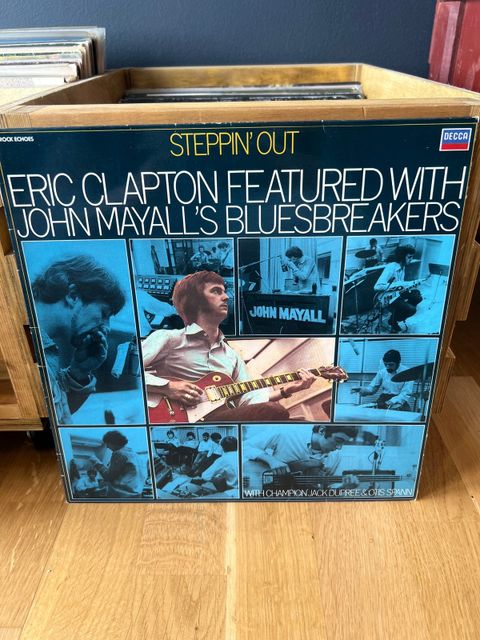 ROCK ECHOES
STEPPIN' OUT
DECCA
ERIC CLAPTON FEATURED WITH
JOHN MAYALL'S BLUESBREAKERS
JOHN MAYALL
WITH CHAMPION JACK DUPREE & OTIS SPANN